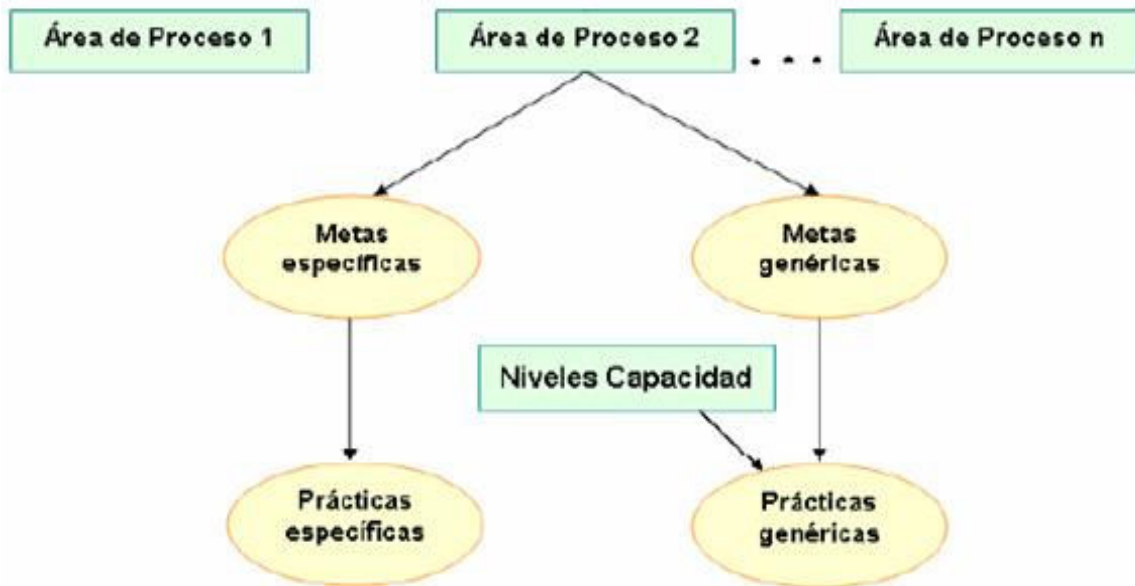 Área de Proceso 1
Área de Proceso 2
. . .
Área de Proceso n
Metas
específicas
Metas
genéricas
Niveles Capacidad
Prácticas
específicas
Prácticas
genéricas